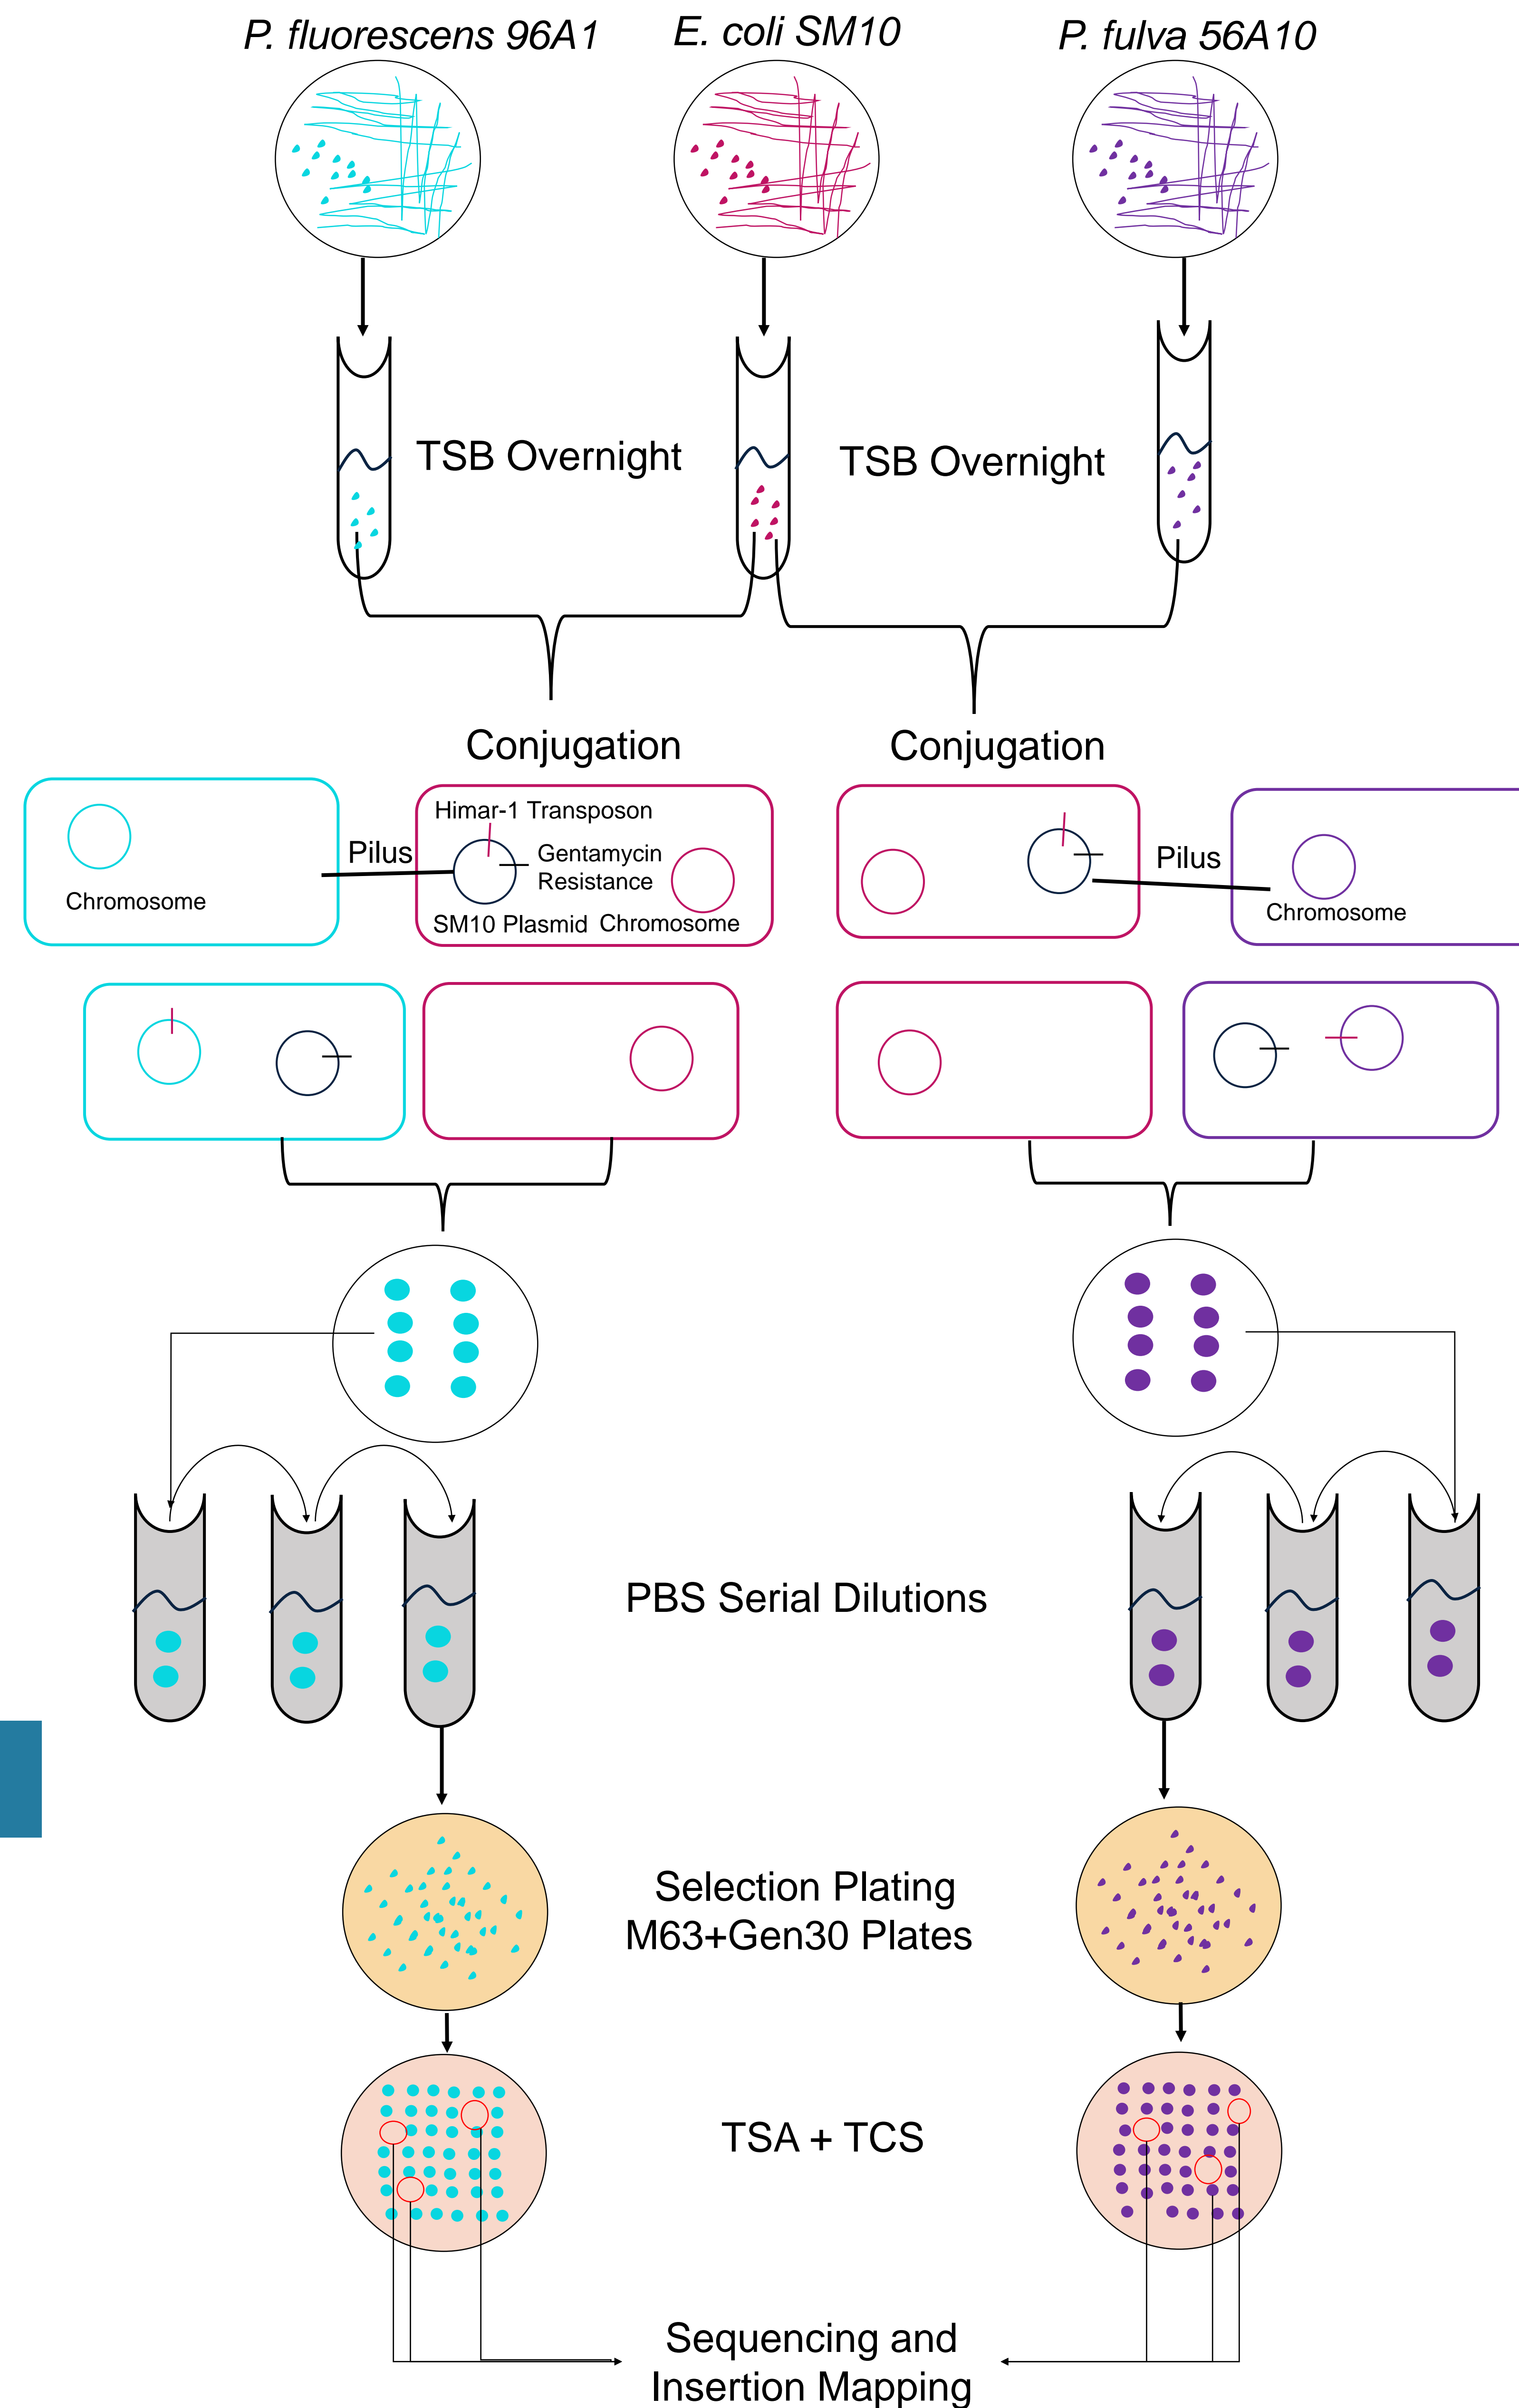 P. fluorescens 96A1
E. coli SM10
P. fulva 56A10
TSB Overnight
TSB Overnight
Conjugation
Conjugation
Himar-1 Transposon
Pilus
Gentamycin
Resistance
Chromosome
SM10 Plasmid
Chromosome
Pilus
Chromosome
PBS Serial Dilutions
Selection Plating
M63+Gen30 Plates
TSA + TCS
Sequencing and
Insertion Mapping